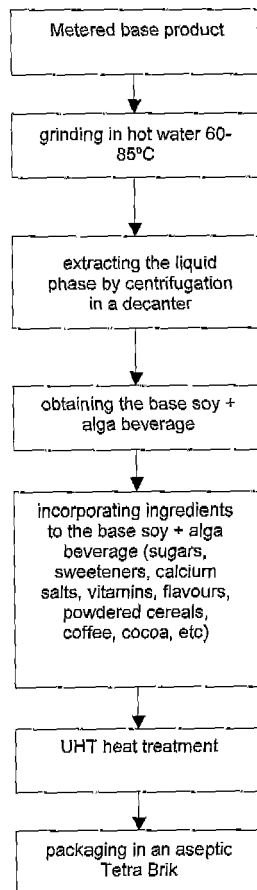 Metered base product
grinding in hot water 60-
85ºC
extracting the liquid
phase by centrifugation
in a decanter
obtaining the base soy +
alga beverage
incorporating ingredients
to the base soy + alga
beverage (sugars,
sweeteners, calcium
salts, vitamins, flavours,
powdered cereals,
coffee, cocoa, etc)
UHT heat treatment
packaging in an aseptic
Tetra Brik